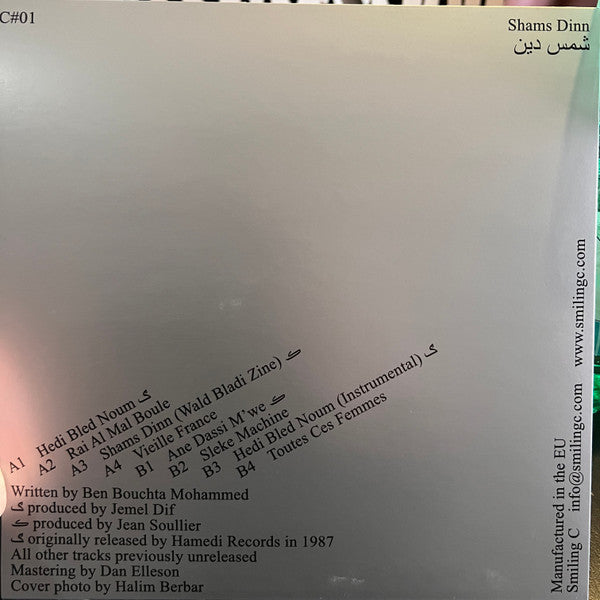 C#01
Shams Dinn
شمس دين
A1 Hedi Bled Noum گ
A2 Rai Al Mal Boule
A3 Shams Dinn (Wald Bladi Zine) ڪ
A4 Vieille France
B1 Ane Dassi M'we ڪ
B2 Sleke Machine
B3 Hedi Bled Noum (Instrumental) گ
B4 Toutes Ces Femmes
Written by Ben Bouchta Mohammed
گ produced by Jemel Dif
ڪ produced by Jean Soullier
گ originally released by Hamedi Records in 1987
All other tracks previously unreleased
Mastering by Dan Elleson
Cover photo by Halim Berbar
Manufactured in the EU
Smiling C info@smilingc.com www.smilingc.com